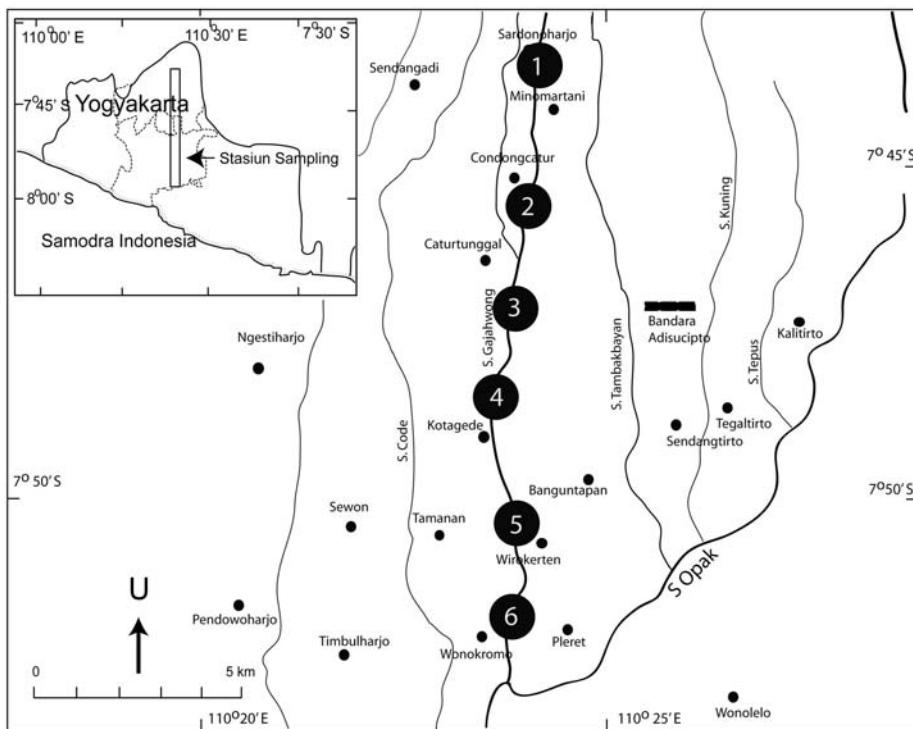 110°00' E
110°30' E
7°30' S
7°45' S
Yogyakarta
Stasiun Sampling
8°00' S
Samodra Indonesia
Sardonoharjo
1
Sendangadi
Minomartani
Condongcatur
2
7°45' S
S.Kuning
Caturtunggal
3
S.Gajahwong
Bandara
Adisucipto
Kalitirto
Ngestiharjo
S.Tambakbayan
S.Tepus
4
Kotagede
S.Code
Tegaltirto
Sendangtirto
7°50' S
Banguntapan
7°50' S
Sewon
Tamanan
5
Wirokerten
S Opak
U
Pendowoharjo
6
Timbulharjo
Wonokromo
Pleret
0
5 km
Wonolelo
110°20' E
110°25' E